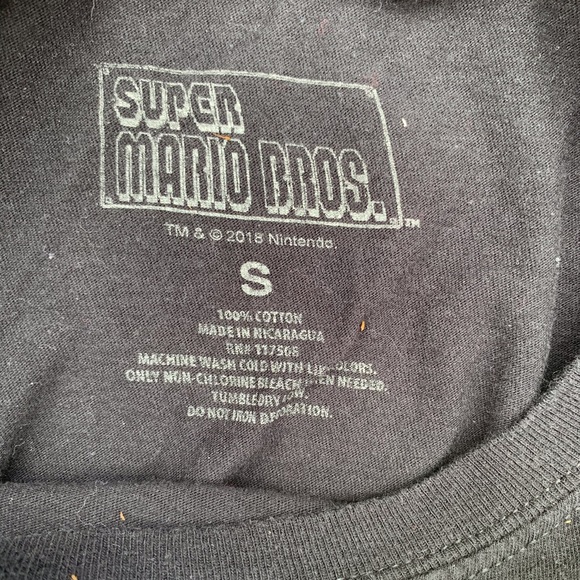 SUPER
MARIO BROS.™
TM & © 2018 Nintendo.
S
100% COTTON
MADE IN NICARAGUA
RN# 117508
MACHINE WASH COLD WITH LIKE COLORS.
ONLY NON-CHLORINE BLEACH WHEN NEEDED.
TUMBLE DRY LOW.
DO NOT IRON DECORATION.